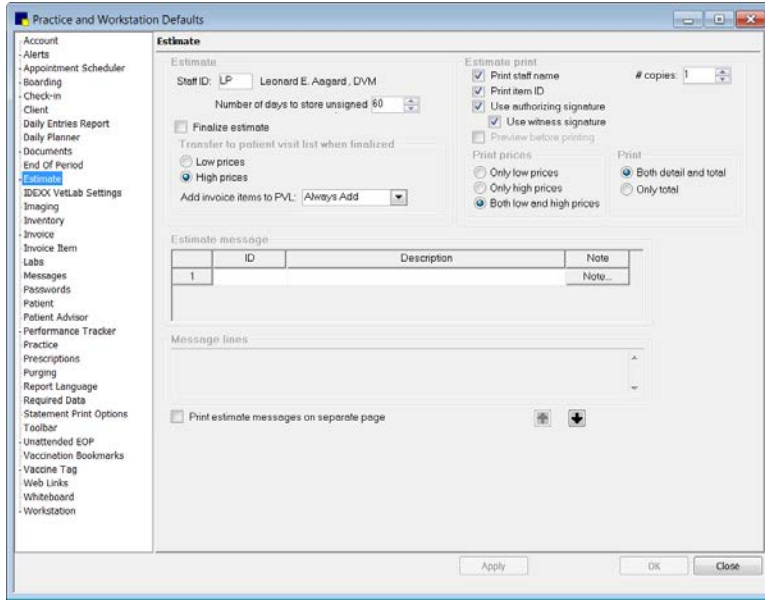 Practice and Workstation Defaults
Account
Alerts
Appointment Scheduler
Boarding
Check-in
Client
Daily Entries Report
Daily Planner
Documents
End Of Period
Estimate
IDEXX VetLab Settings
Imaging
Inventory
Invoice
Invoice Item
Labs
Messages
Passwords
Patient
Patient Advisor
Performance Tracker
Practice
Prescriptions
Purging
Report Language
Required Data
Statement Print Options
Toolbar
Unattended EOP
Vaccination Bookmarks
Vaccine Tag
Web Links
Whiteboard
Workstation
Estimate
Estimate
Staff ID: LP Leonard E. Aagard, DVM
Number of days to store unsigned 60
Finalize estimate
Transfer to patient visit list when finalized
Low prices
High prices
Add invoice items to PVL: Always Add
Estimate print
Print staff name # copies: 1
Print item ID
Use authorizing signature
Use witness signature
Preview before printing
Print prices
Only low prices
Only high prices
Both low and high prices
Print
Both detail and total
Only total
Estimate message
ID Description Note
1 Note...
Message lines
Print estimate messages on separate page
Apply OK Close